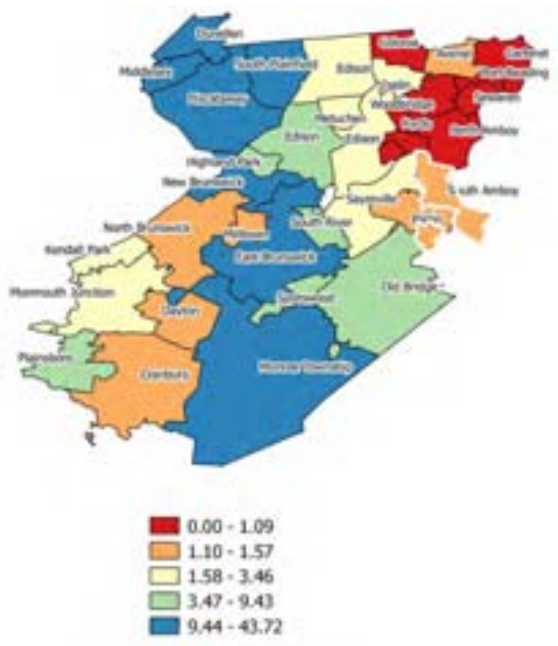 Dunellen
Colonia
Avenel
Carteret
Middlesex
South Plainfield
Edison
Port Reading
Iselin
Sewaren
Piscataway
Woodbridge
Metuchen
Fords
Perth Amboy
Edison
Edison
Highland Park
New Brunswick
South Amboy
Sayreville
North Brunswick
Milltown
South River
Parlin
Kendall Park
East Brunswick
Monmouth Junction
Old Bridge
Spotswood
Dayton
Plainsboro
Cranbury
Monroe Township
0.00 - 1.09
1.10 - 1.57
1.58 - 3.46
3.47 - 9.43
9.44 - 43.72